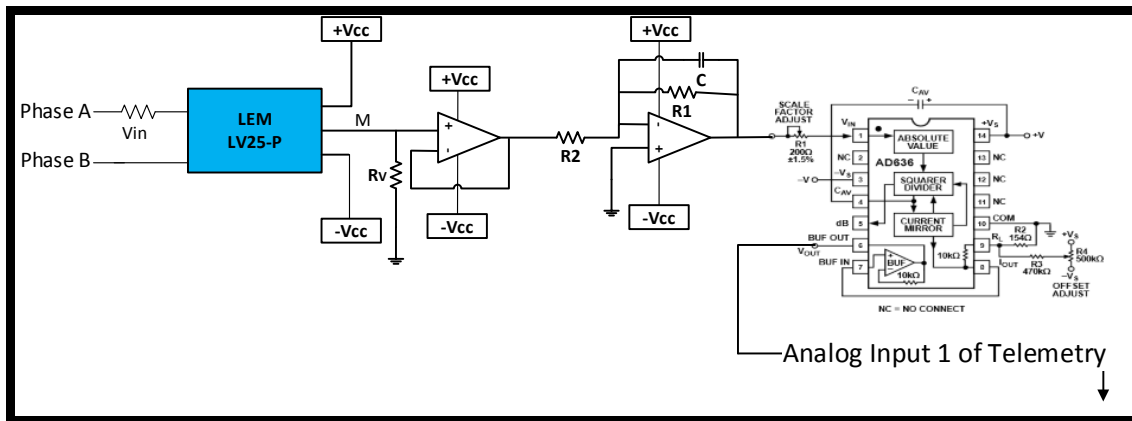 +Vcc
+Vcc
Phase A
Vin
Phase B
LEM
LV25-P
M
Rv
-Vcc
+Vcc
+
-
-Vcc
R2
C
R1
-
+
-Vcc
SCALE
FACTOR
ADJUST
R1
200Ω
±1.5%
CAV
− +
VIN
1
ABSOLUTE
VALUE
14
+VS
+V
AD636
NC
2
13
NC
−V
−VS
3
SQUARER
DIVIDER
12
NC
CAV
4
11
NC
dB
5
CURRENT
MIRROR
10
COM
BUF OUT
6
VOUT
BUF IN
7
BUF
+
−
10kΩ
10kΩ
9
RL
8
IOUT
R2
154Ω
R3
470kΩ
+VS
R4
500kΩ
−VS
OFFSET
ADJUST
NC = NO CONNECT
Analog Input 1 of Telemetry